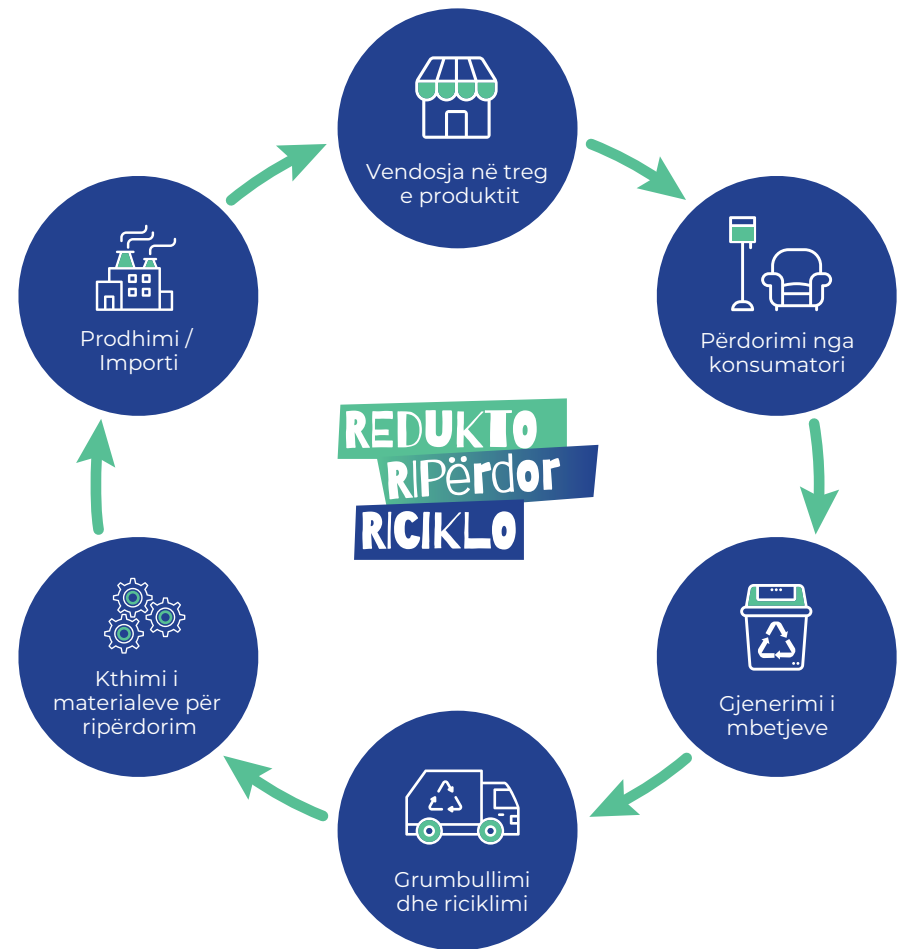 Vendosja në treg
e produktit
Përdorimi nga
konsumatori
Gjenerimi i
mbetjeve
Grumbullimi
dhe riciklimi
Kthimi i
materialeve për
ripërdorim
Prodhimi /
Importi
REDUKTO
RIPërdor
RICIKLO